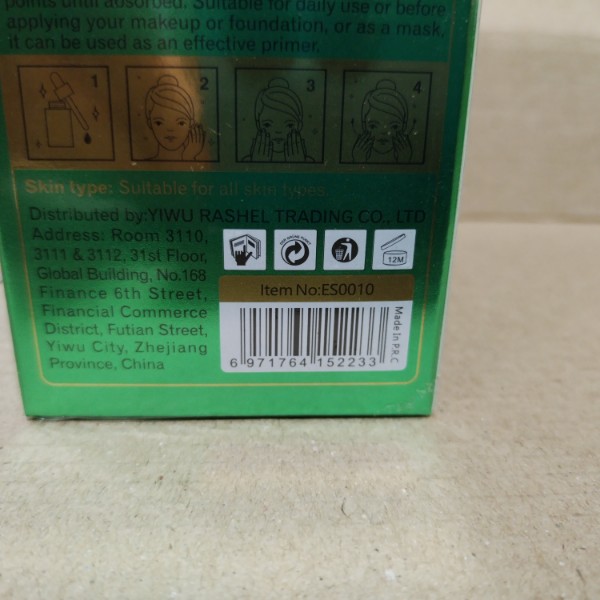 points until absorbed. Suitable for daily use or before
applying your makeup or foundation, or as a mask,
it can be used as an effective primer.
1 2 3 4
Skin type: Suitable for all skin types.
Distributed by:YIWU RASHEL TRADING CO., LTD
Address: Room 3110,
3111 & 3112, 31st Floor,
Global Building, No.168
Finance 6th Street,
Financial Commerce
District, Futian Street,
Yiwu City, Zhejiang
Province, China
12M
Item No:ES0010
6 971764 152233
Made In P.R.C